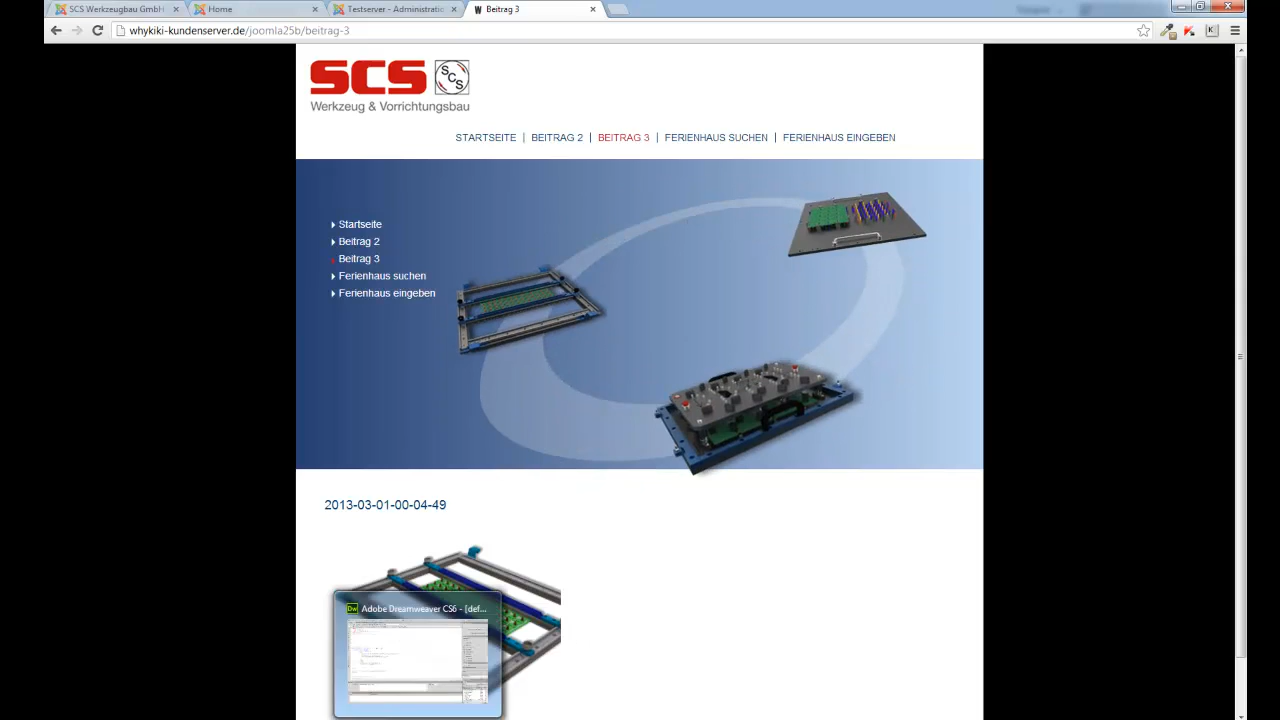 SCS Werkzeugbau GmbH
Home
Testserver - Administratio
Beitrag 3
whykiki-kundenserver.de/joomla25b/beitrag-3
SCS
SCS
Werkzeug & Vorrichtungsbau
STARTSEITE | BEITRAG 2 | BEITRAG 3 | FERIENHAUS SUCHEN | FERIENHAUS EINGEBEN
Startseite
Beitrag 2
Beitrag 3
Ferienhaus suchen
Ferienhaus eingeben
2013-03-01-00-04-49
Dw Adobe Dreamweaver CS6 - [def...